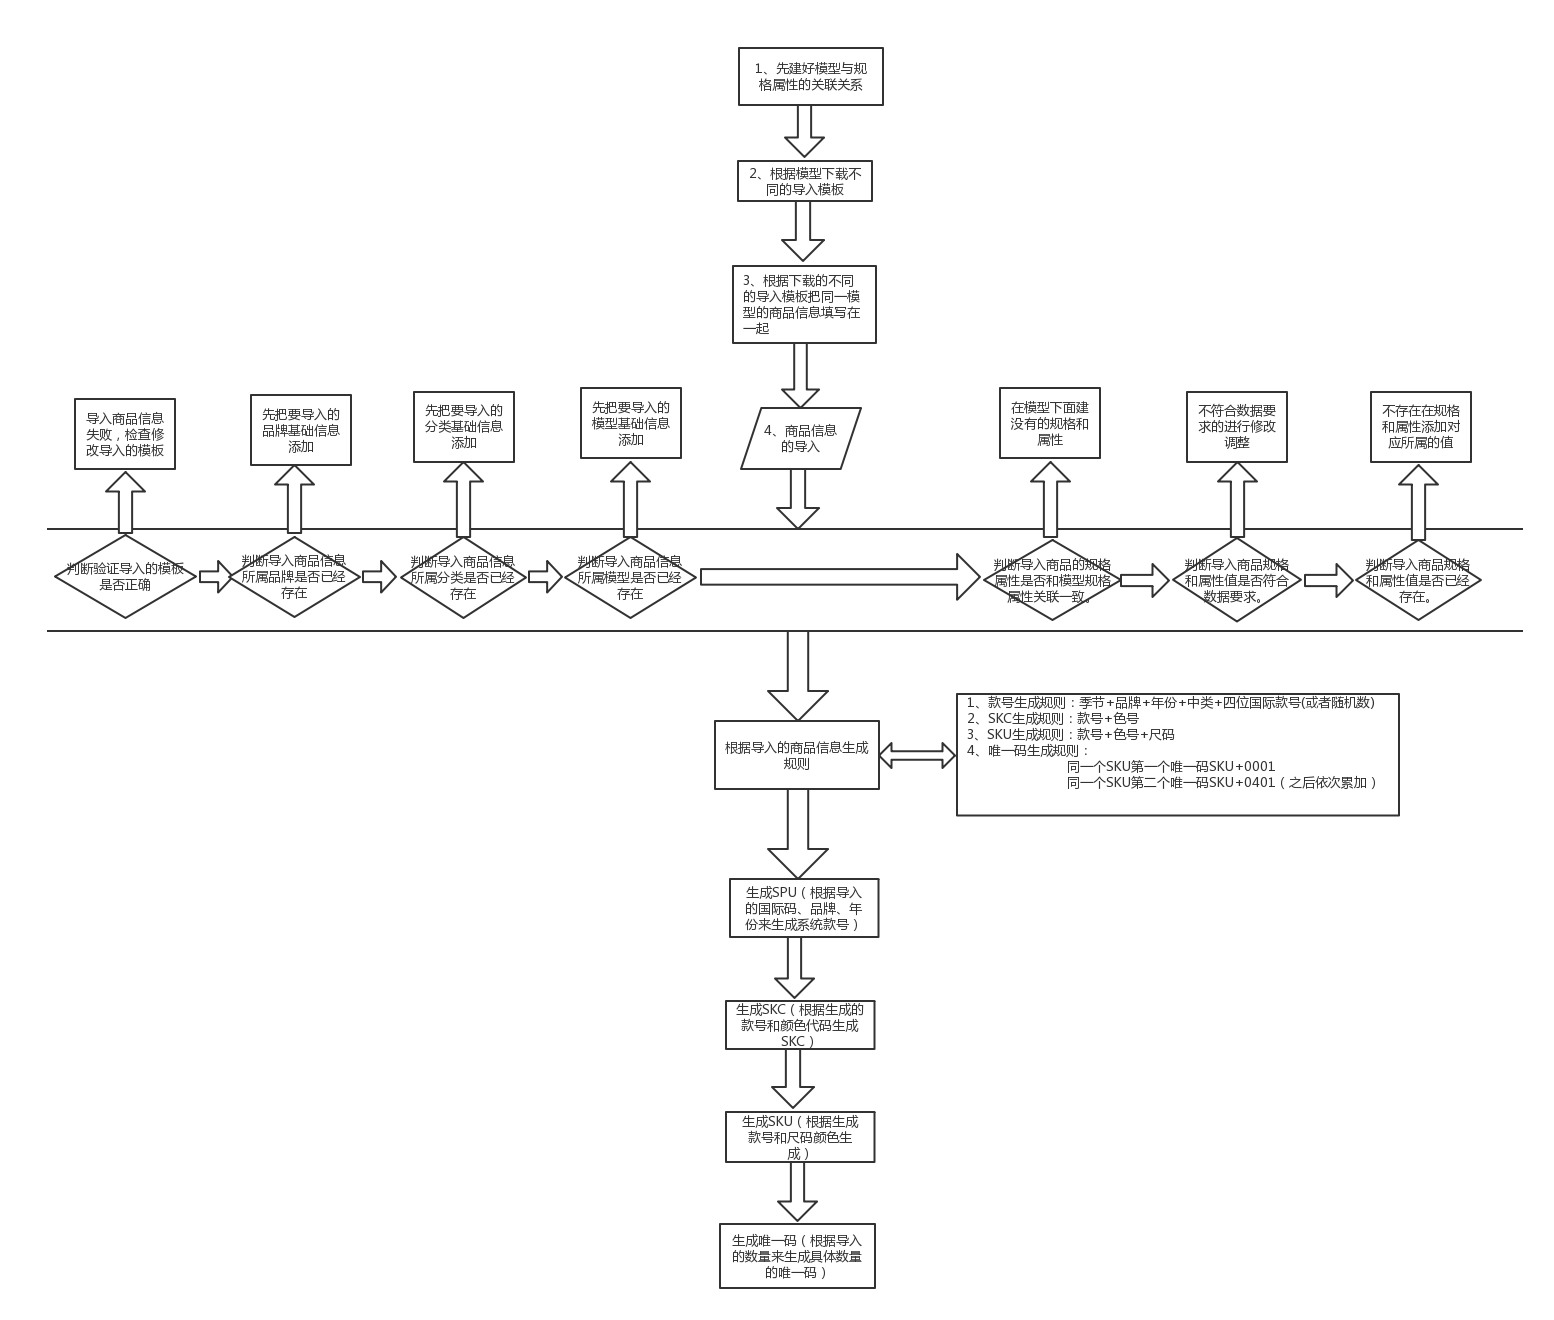 1、先建好模型与规
格属性的关联关系
2、根据模型下载不
同的导入模板
3、根据下载的不同
的导入模板把同一模
型的商品信息填写在
一起
4、商品信息
的导入
导入商品信息
失败，检查修
改导入的模板
先把要导入的
品牌基础信息
添加
先把要导入的
分类基础信息
添加
先把要导入的
模型基础信息
添加
在模型下面建
没有的规格和
属性
不符合数据要
求的进行修改
调整
不存在在规格
和属性添加对
应所属的值
判断验证导入的模板
是否正确
判断导入商品信息
所属品牌是否已经
存在
判断导入商品信息
所属分类是否已经
存在
判断导入商品信息
所属模型是否已经
存在
判断导入商品的规格
属性是否和模型规格
属性关联一致。
判断导入商品规格
和属性值是否符合
数据要求。
判断导入商品规格
和属性值是否已经
存在。
根据导入的商品信息生成
规则
1、款号生成规则：季节+品牌+年份+中类+四位国际款号(或者随机数)
2、SKC生成规则：款号+色号
3、SKU生成规则：款号+色号+尺码
4、唯一码生成规则：
同一个SKU第一个唯一码SKU+0001
同一个SKU第二个唯一码SKU+0401（之后依次累加）
生成SPU（根据导入
的国际码、品牌、年
份来生成系统款号）
生成SKC（根据生成的
款号和颜色代码生成
SKC）
生成SKU（根据生成
款号和尺码颜色生
成）
生成唯一码（根据导入
的数量来生成具体数量
的唯一码）